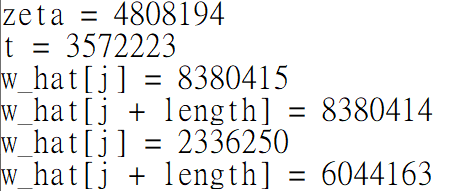 zeta = 4808194
t = 3572223
w_hat[j] = 8380415
w_hat[j + length] = 8380414
w_hat[j] = 2336250
w_hat[j + length] = 6044163